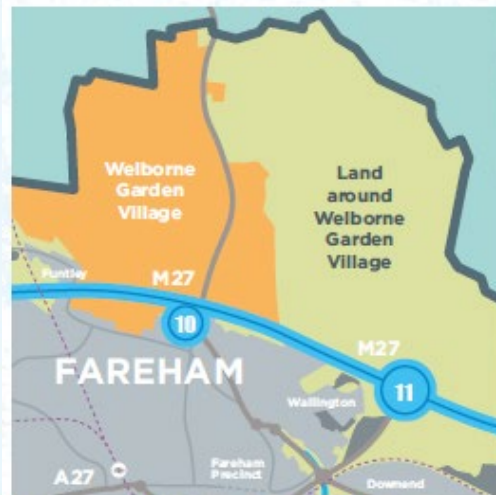 Welborne
Garden
Village
Land
around
Welborne
Garden
Village
Funtley
M27
10
FAREHAM
M27
11
Wallington
A27
Fareham
Precinct
Downend